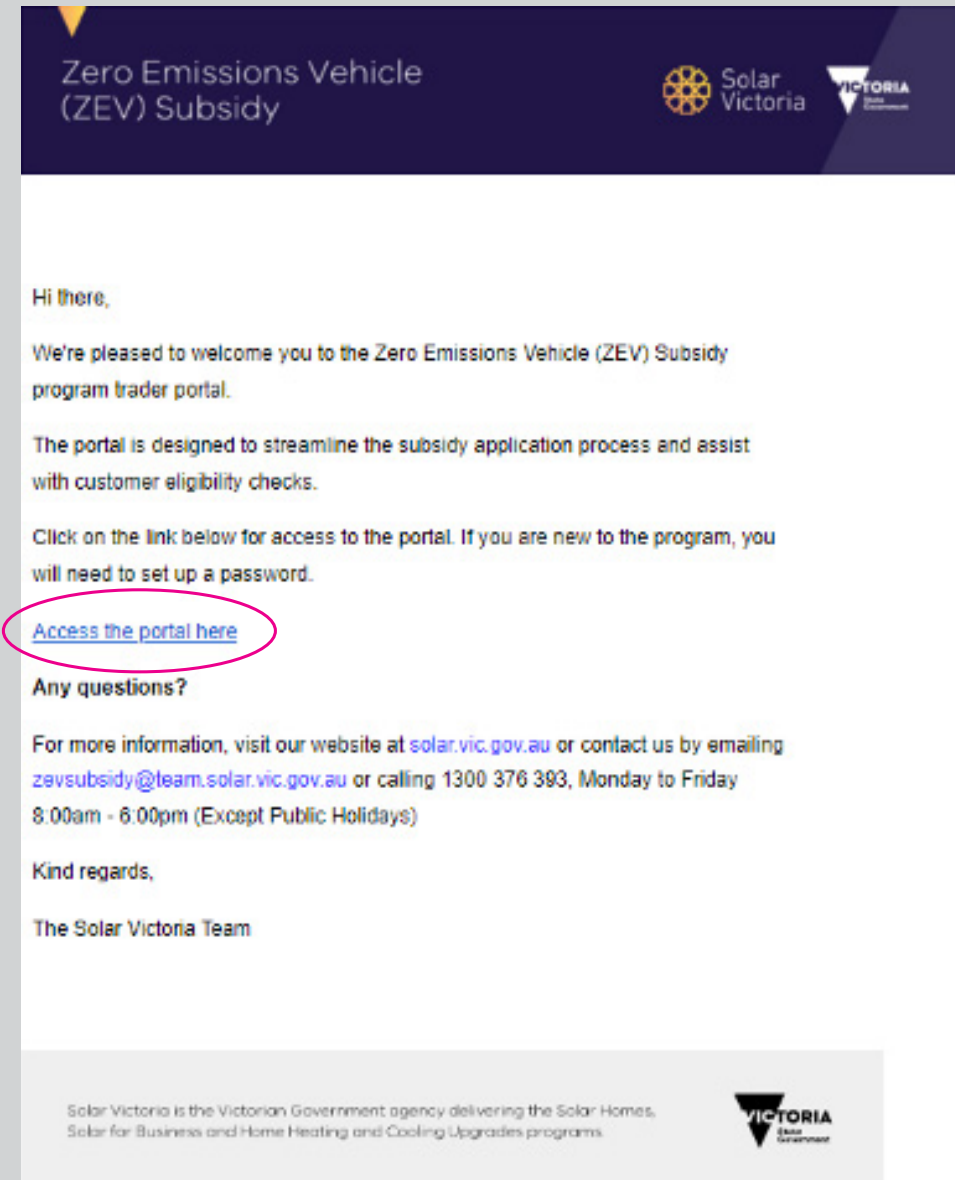 Zero Emissions Vehicle
(ZEV) Subsidy
Solar
Victoria
VICTORIA
State
Government
Hi there,
We're pleased to welcome you to the Zero Emissions Vehicle (ZEV) Subsidy
program trader portal.
The portal is designed to streamline the subsidy application process and assist
with customer eligibility checks.
Click on the link below for access to the portal. If you are new to the program, you
will need to set up a password.
Access the portal here
Any questions?
For more information, visit our website at solar.vic.gov.au or contact us by emailing
zevsubsidy@team.solar.vic.gov.au or calling 1300 376 393, Monday to Friday
8:00am - 6:00pm (Except Public Holidays)
Kind regards,
The Solar Victoria Team
Solar Victoria is the Victorian Government agency delivering the Solar Homes,
Solar for Business and Home Heating and Cooling Upgrades programs.
VICTORIA
State
Government